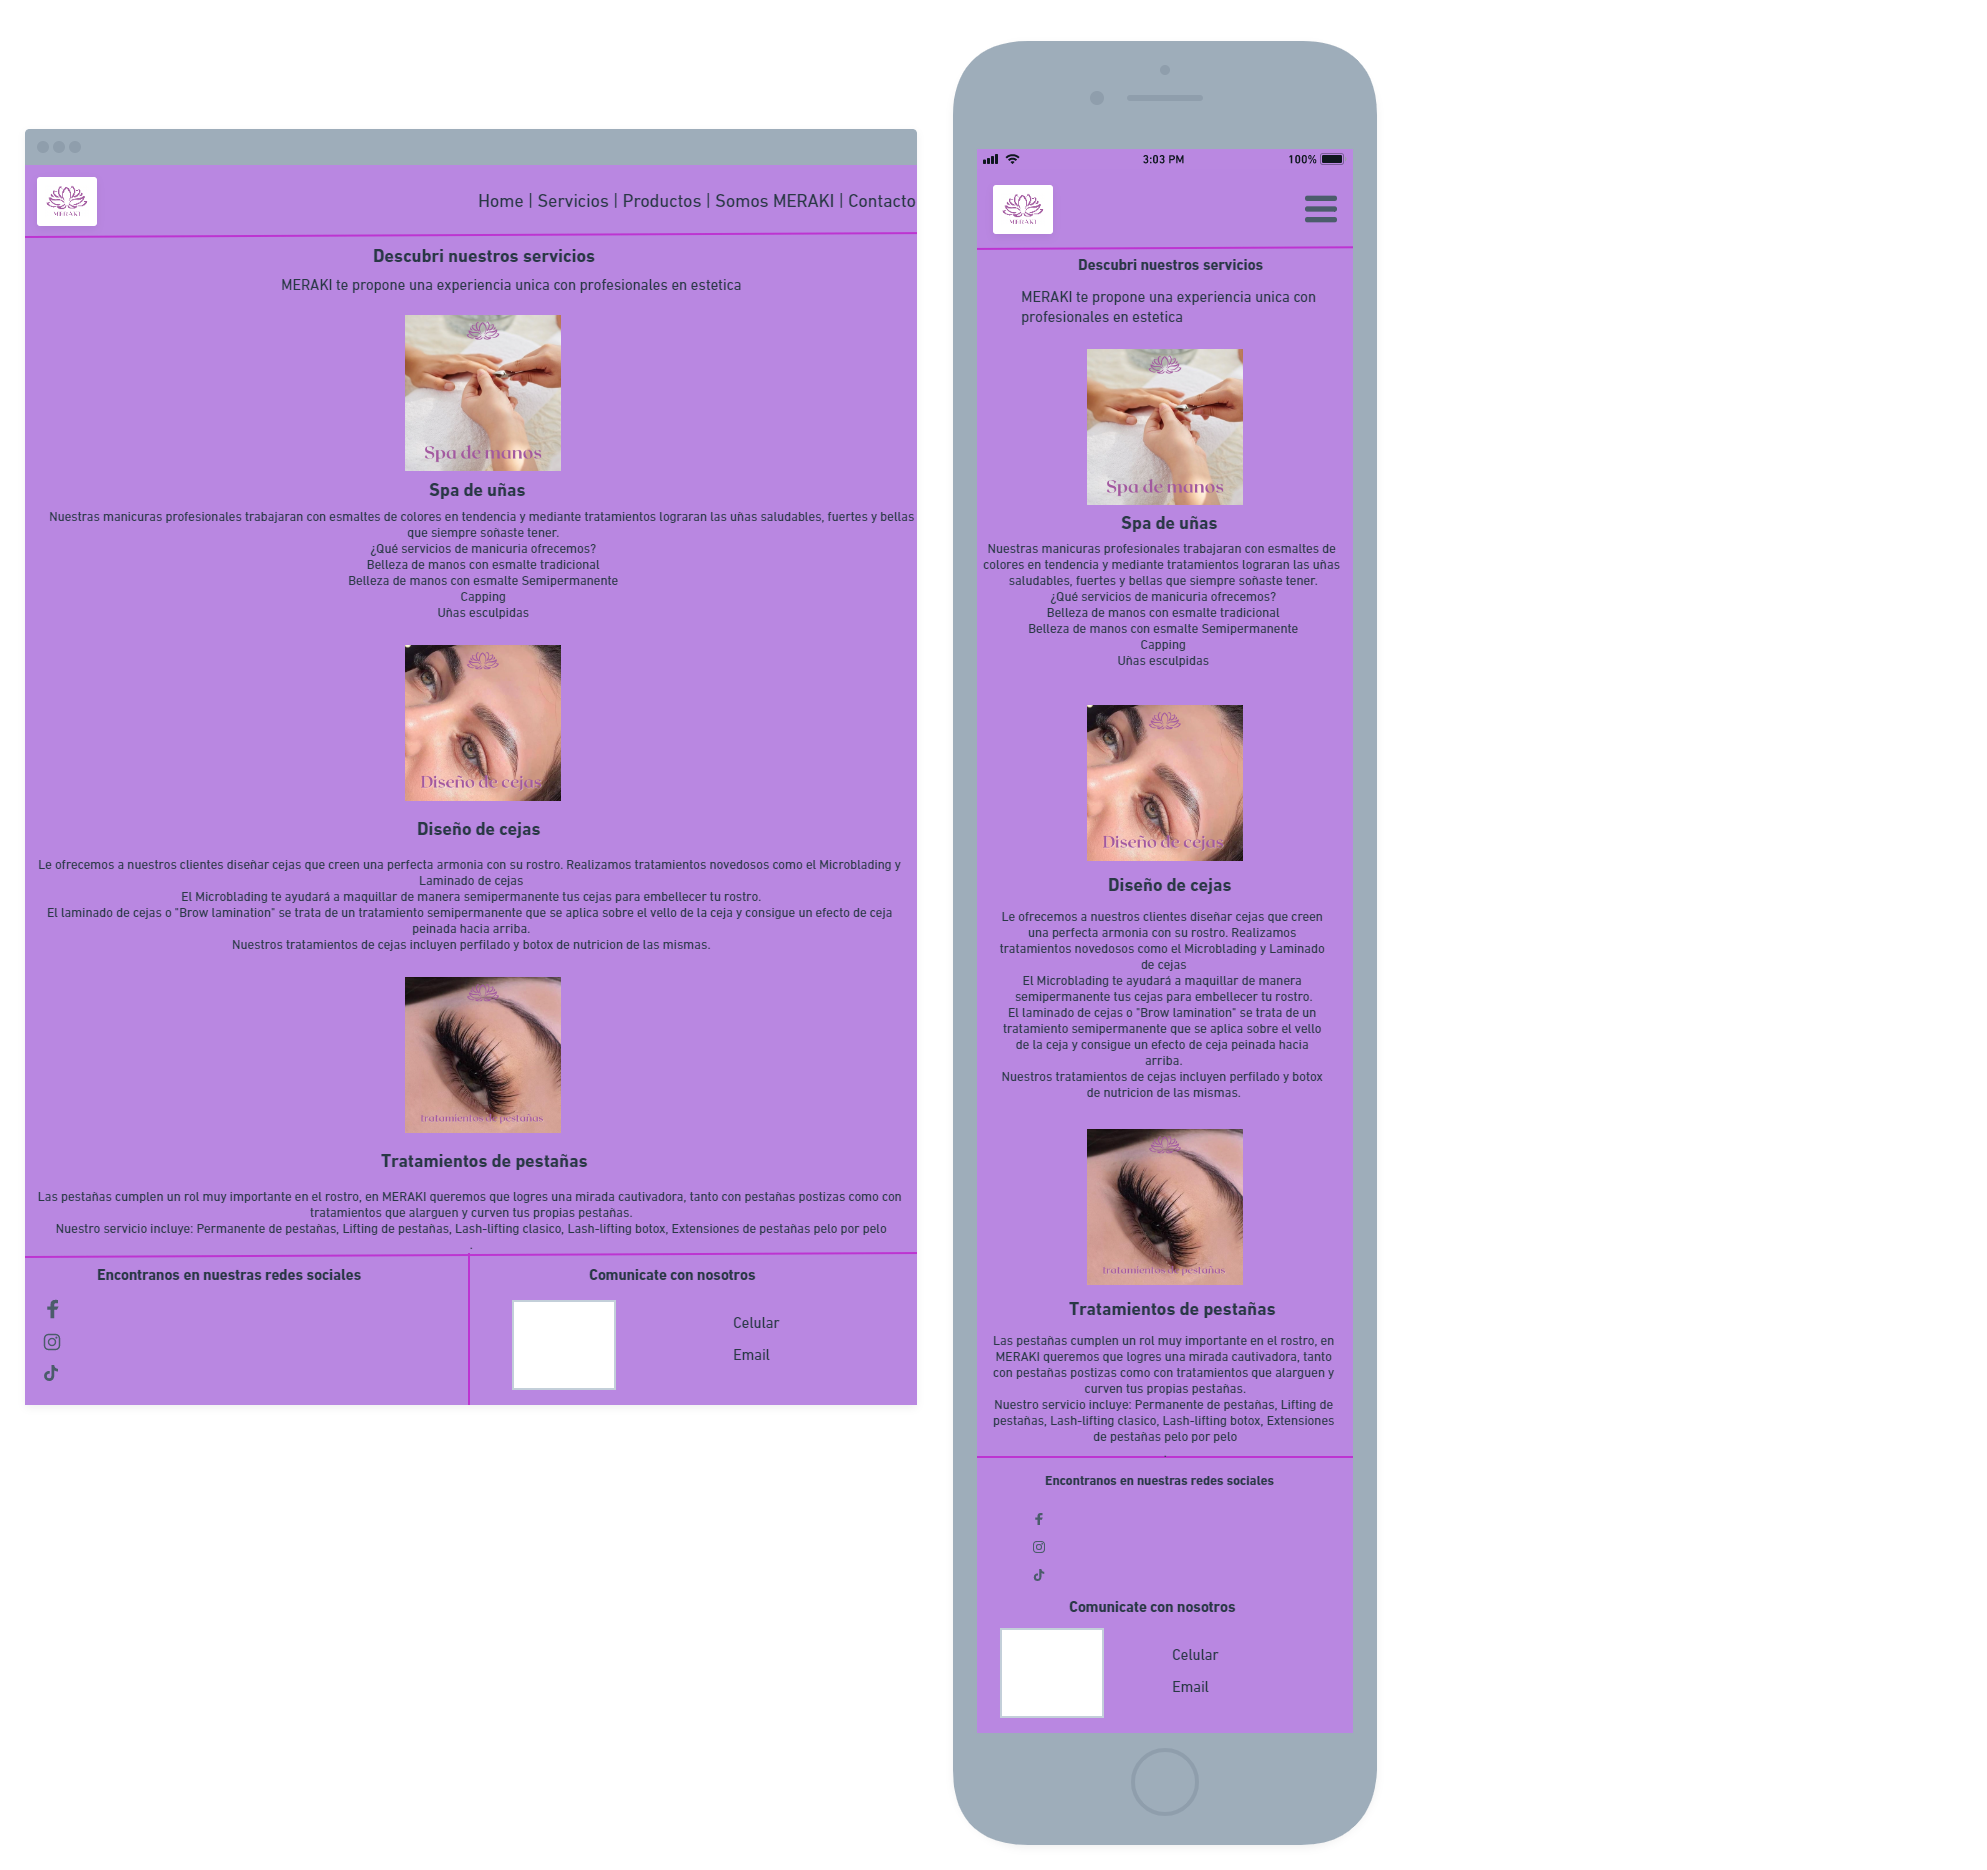 MERAKI
Home | Servicios | Productos | Somos MERAKI | Contacto
Descubri nuestros servicios
MERAKI te propone una experiencia unica con profesionales en estetica
Spa de manos
Spa de uñas
Nuestras manicuras profesionales trabajaran con esmaltes de colores en tendencia y mediante tratamientos lograran las uñas saludables, fuertes y bellas
que siempre soñaste tener.
¿Qué servicios de manicuria ofrecemos?
Belleza de manos con esmalte tradicional
Belleza de manos con esmalte Semipermanente
Capping
Uñas esculpidas
Diseño de cejas
Diseño de cejas
Le ofrecemos a nuestros clientes diseñar cejas que creen una perfecta armonia con su rostro. Realizamos tratamientos novedosos como el Microblading y
Laminado de cejas
El Microblading te ayudará a maquillar de manera semipermanente tus cejas para embellecer tu rostro.
El laminado de cejas o "Brow lamination" se trata de un tratamiento semipermanente que se aplica sobre el vello de la ceja y consigue un efecto de ceja
peinada hacia arriba.
Nuestros tratamientos de cejas incluyen perfilado y botox de nutricion de las mismas.
Tratamientos de pestañas
Tratamientos de pestañas
Las pestañas cumplen un rol muy importante en el rostro, en MERAKI queremos que logres una mirada cautivadora, tanto con pestañas postizas como con
tratamientos que alarguen y curven tus propias pestañas.
Nuestro servicio incluye: Permanente de pestañas, Lifting de pestañas, Lash-lifting clasico, Lash-lifting botox, Extensiones de pestañas pelo por pelo
.
Encontranos en nuestras redes sociales
Comunicate con nosotros
Celular
Email
3:03 PM
100%
MERAKI
Descubri nuestros servicios
MERAKI te propone una experiencia unica con
profesionales en estetica
Spa de manos
Spa de uñas
Nuestras manicuras profesionales trabajaran con esmaltes de
colores en tendencia y mediante tratamientos lograran las uñas
saludables, fuertes y bellas que siempre soñaste tener.
¿Qué servicios de manicuria ofrecemos?
Belleza de manos con esmalte tradicional
Belleza de manos con esmalte Semipermanente
Capping
Uñas esculpidas
Diseño de cejas
Diseño de cejas
Le ofrecemos a nuestros clientes diseñar cejas que creen
una perfecta armonia con su rostro. Realizamos
tratamientos novedosos como el Microblading y Laminado
de cejas
El Microblading te ayudará a maquillar de manera
semipermanente tus cejas para embellecer tu rostro.
El laminado de cejas o "Brow lamination" se trata de un
tratamiento semipermanente que se aplica sobre el vello
de la ceja y consigue un efecto de ceja peinada hacia
arriba.
Nuestros tratamientos de cejas incluyen perfilado y botox
de nutricion de las mismas.
Tratamientos de pestañas
Tratamientos de pestañas
Las pestañas cumplen un rol muy importante en el rostro, en
MERAKI queremos que logres una mirada cautivadora, tanto
con pestañas postizas como con tratamientos que alarguen y
curven tus propias pestañas.
Nuestro servicio incluye: Permanente de pestañas, Lifting de
pestañas, Lash-lifting clasico, Lash-lifting botox, Extensiones
de pestañas pelo por pelo
Encontranos en nuestras redes sociales
Comunicate con nosotros
Celular
Email